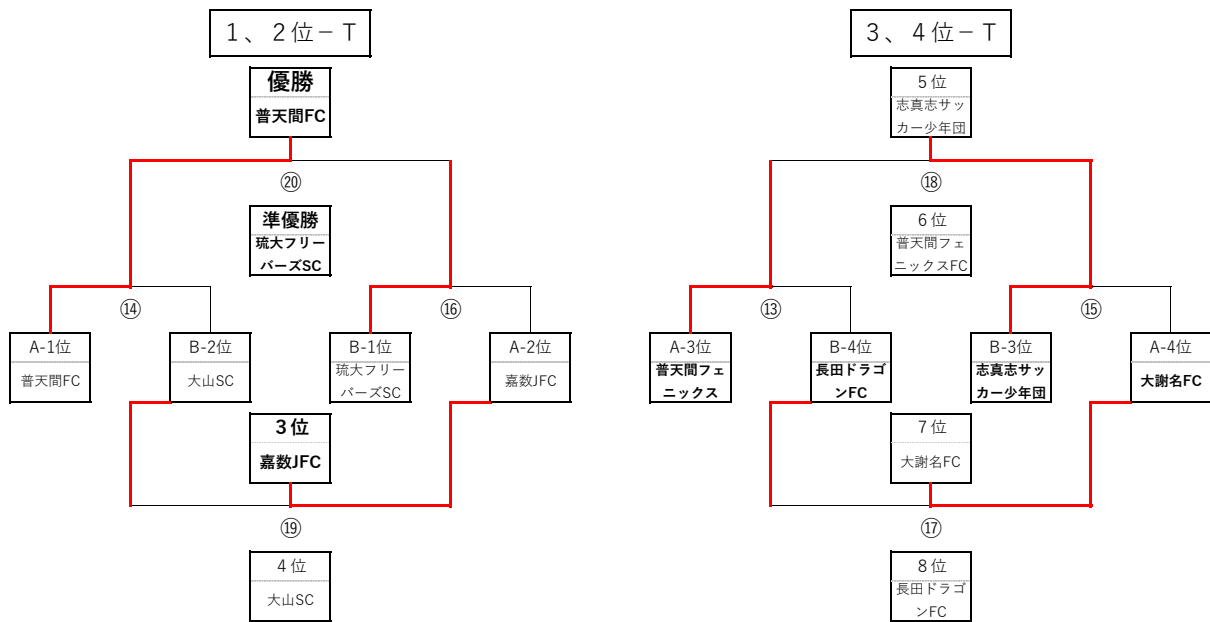 1、2位－T
優勝
普天間FC
⑳
準優勝
琉大フリー
バーズSC
⑭
⑯
A-1位
普天間FC
B-2位
大山SC
B-1位
琉大フリー
バーズSC
A-2位
嘉数JFC
3位
嘉数JFC
⑲
4位
大山SC
3、4位－T
5位
志真志サッ
カー少年団
⑱
6位
普天間フェ
ニックスFC
⑬
⑮
A-3位
普天間フェ
ニックス
B-4位
長田ドラゴ
ンFC
B-3位
志真志サッ
カー少年団
A-4位
大謝名FC
7位
大謝名FC
⑰
8位
長田ドラゴ
ンFC